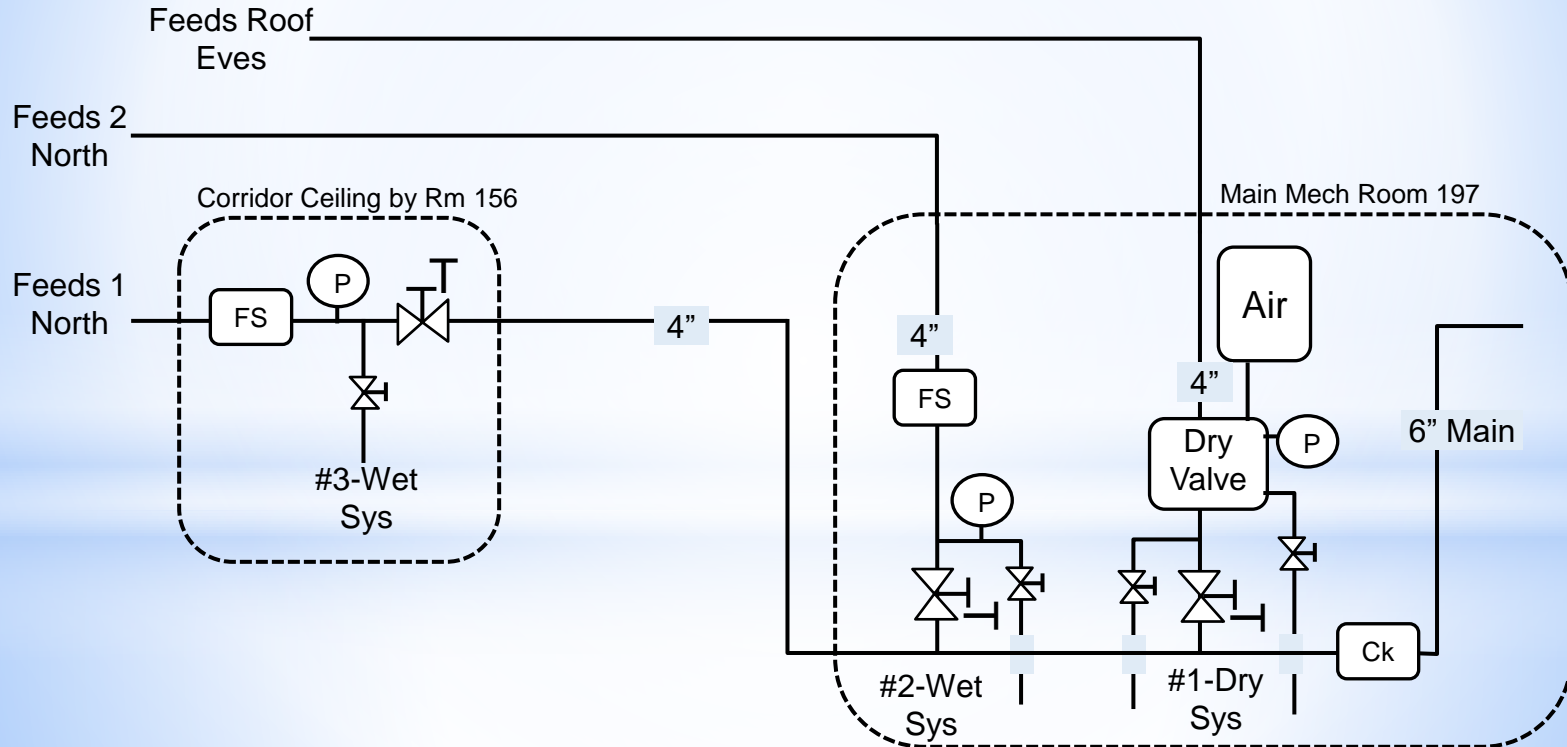 Feeds Roof
Eves
Feeds 2
North
Corridor Ceiling by Rm 156
Main Mech Room 197
Feeds 1
North
FS
P
4”
4”
FS
Air
4”
Dry
Valve
P
6” Main
#3-Wet
Sys
P
Ck
#2-Wet
Sys
#1-Dry
Sys